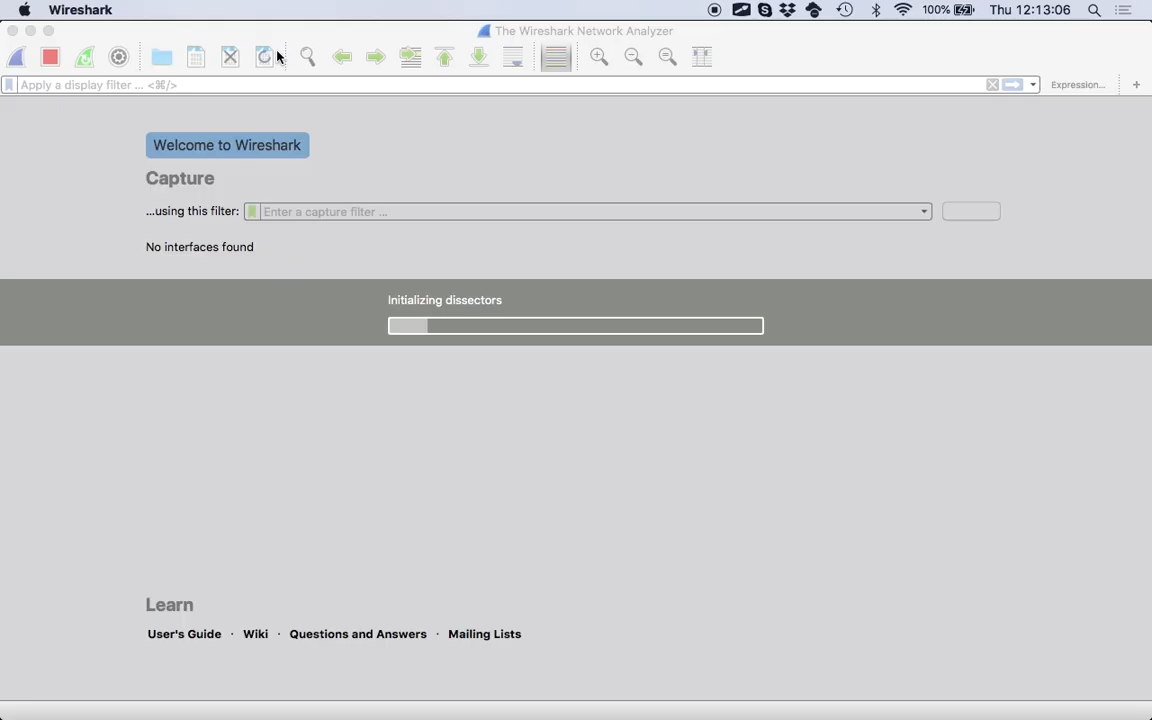 Wireshark 100% Thu 12:13:06
The Wireshark Network Analyzer
Apply a display filter ... <⌘/> Expression... +
Welcome to Wireshark
Capture
...using this filter: Enter a capture filter ...
No interfaces found
Initializing dissectors
Learn
User's Guide · Wiki · Questions and Answers · Mailing Lists